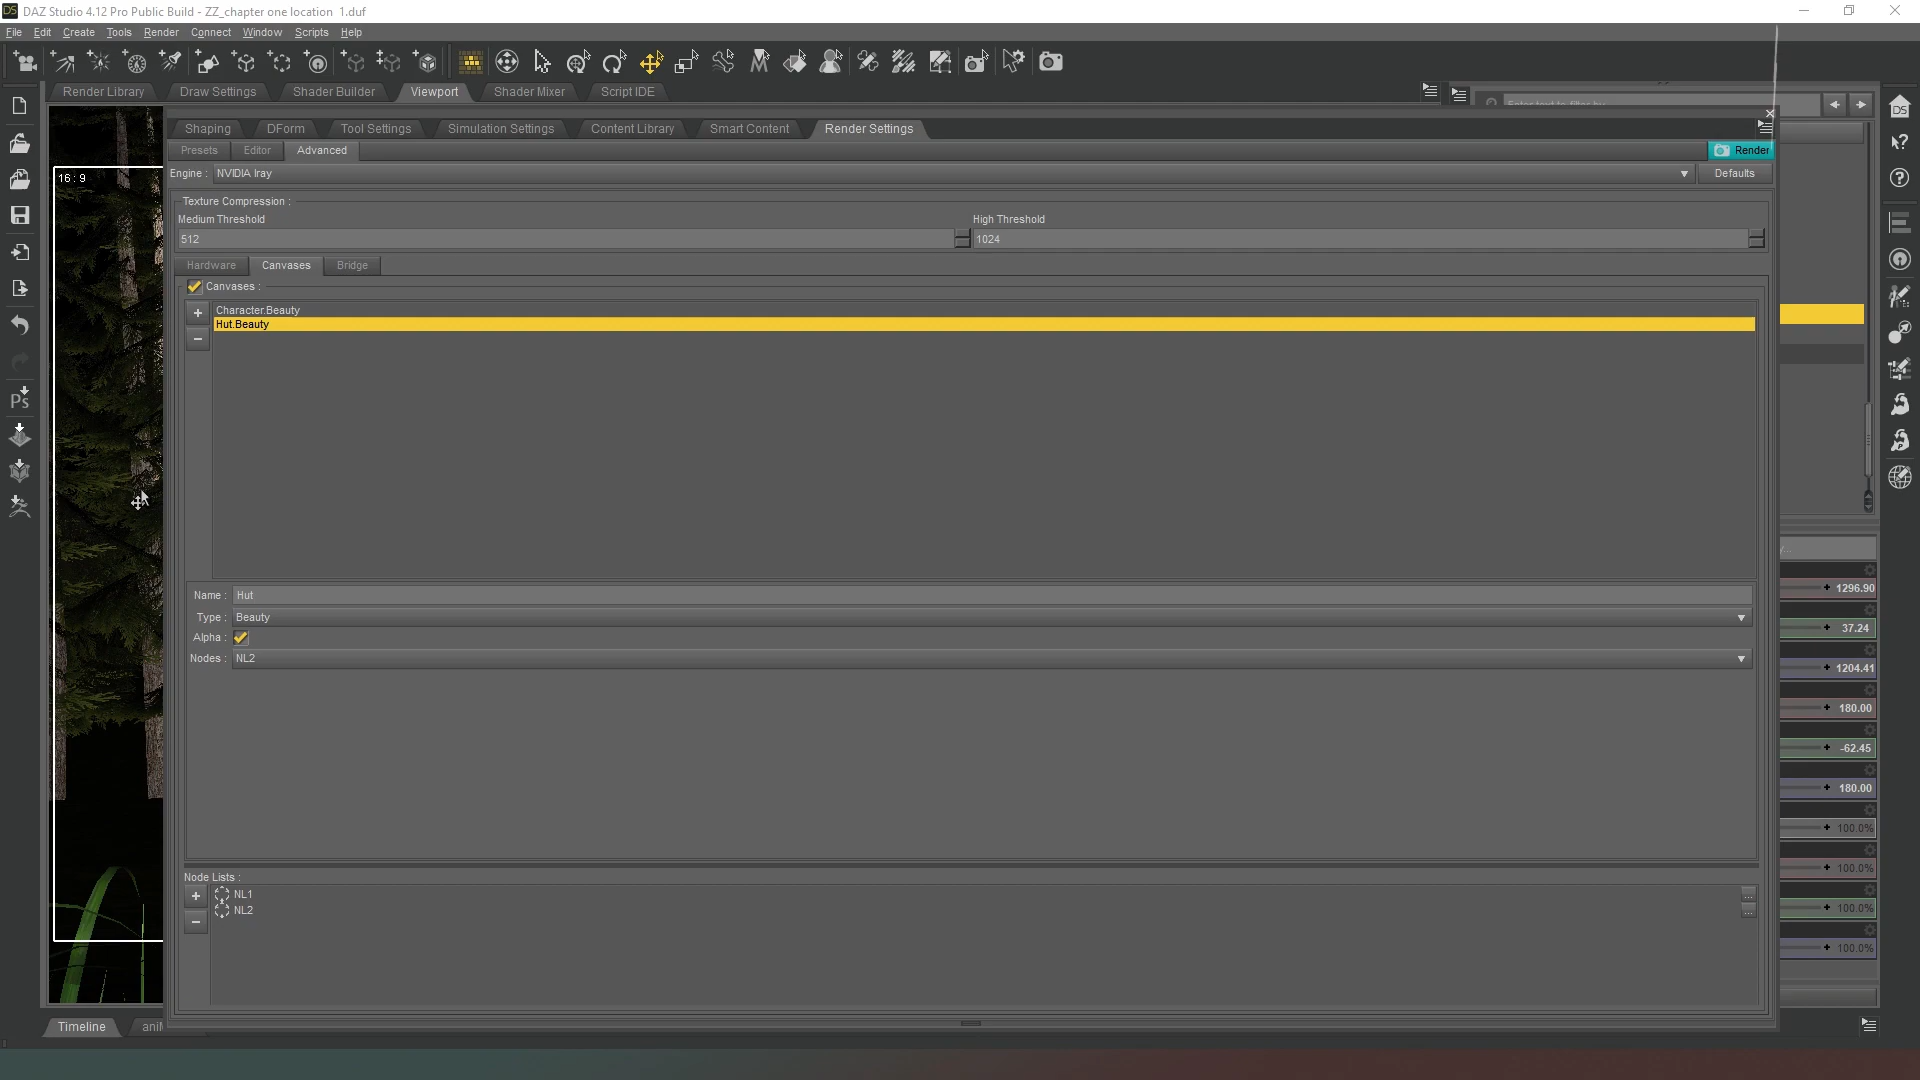 DAZ Studio 4.12 Pro Public Build - ZZ_chapter one location  1.duf
File Edit Create Tools Render Connect Window Scripts Help
Render Library Draw Settings Shader Builder Viewport Shader Mixer Script IDE
Enter text to filter by
Shaping DForm Tool Settings Simulation Settings Content Library Smart Content Render Settings
Presets Editor Advanced Render
Engine : NVIDIA Iray Defaults
16 : 9
Texture Compression :
Medium Threshold High Threshold
512 1024
Hardware Canvases Bridge
Canvases :
Character.Beauty
Hut.Beauty
Name : Hut
Type : Beauty
Alpha :
Nodes : NL2
1296.90
37.24
1204.41
180.00
-62.45
180.00
100.0%
100.0%
100.0%
100.0%
Node Lists :
NL1
NL2
Timeline